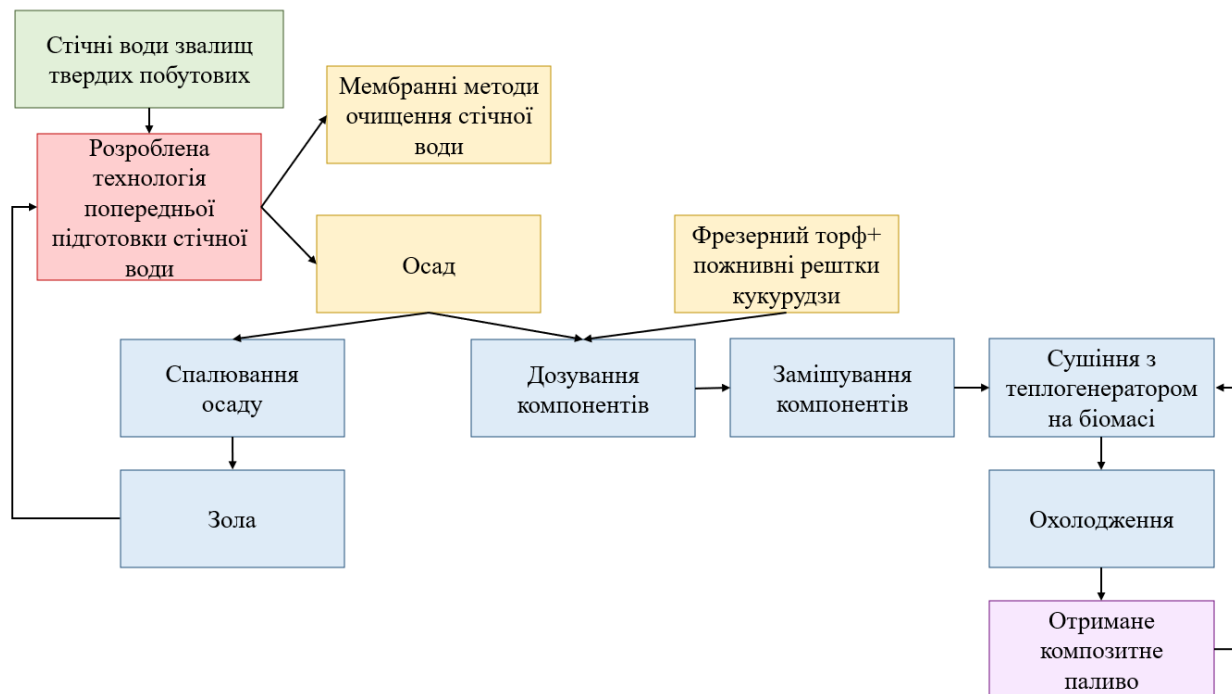 Стічні води звалищ
твердих побутових
Мембранні методи
очищення стічної
води
Розроблена
технологія
попередньої
підготовки стічної
води
Осад
Фрезерний торф+
пожнивні рештки
кукурудзи
Спалювання
осаду
Дозування
компонентів
Замішування
компонентів
Сушіння з
теплогенератором
на біомасі
Зола
Охолодження
Отримане
композитне
паливо